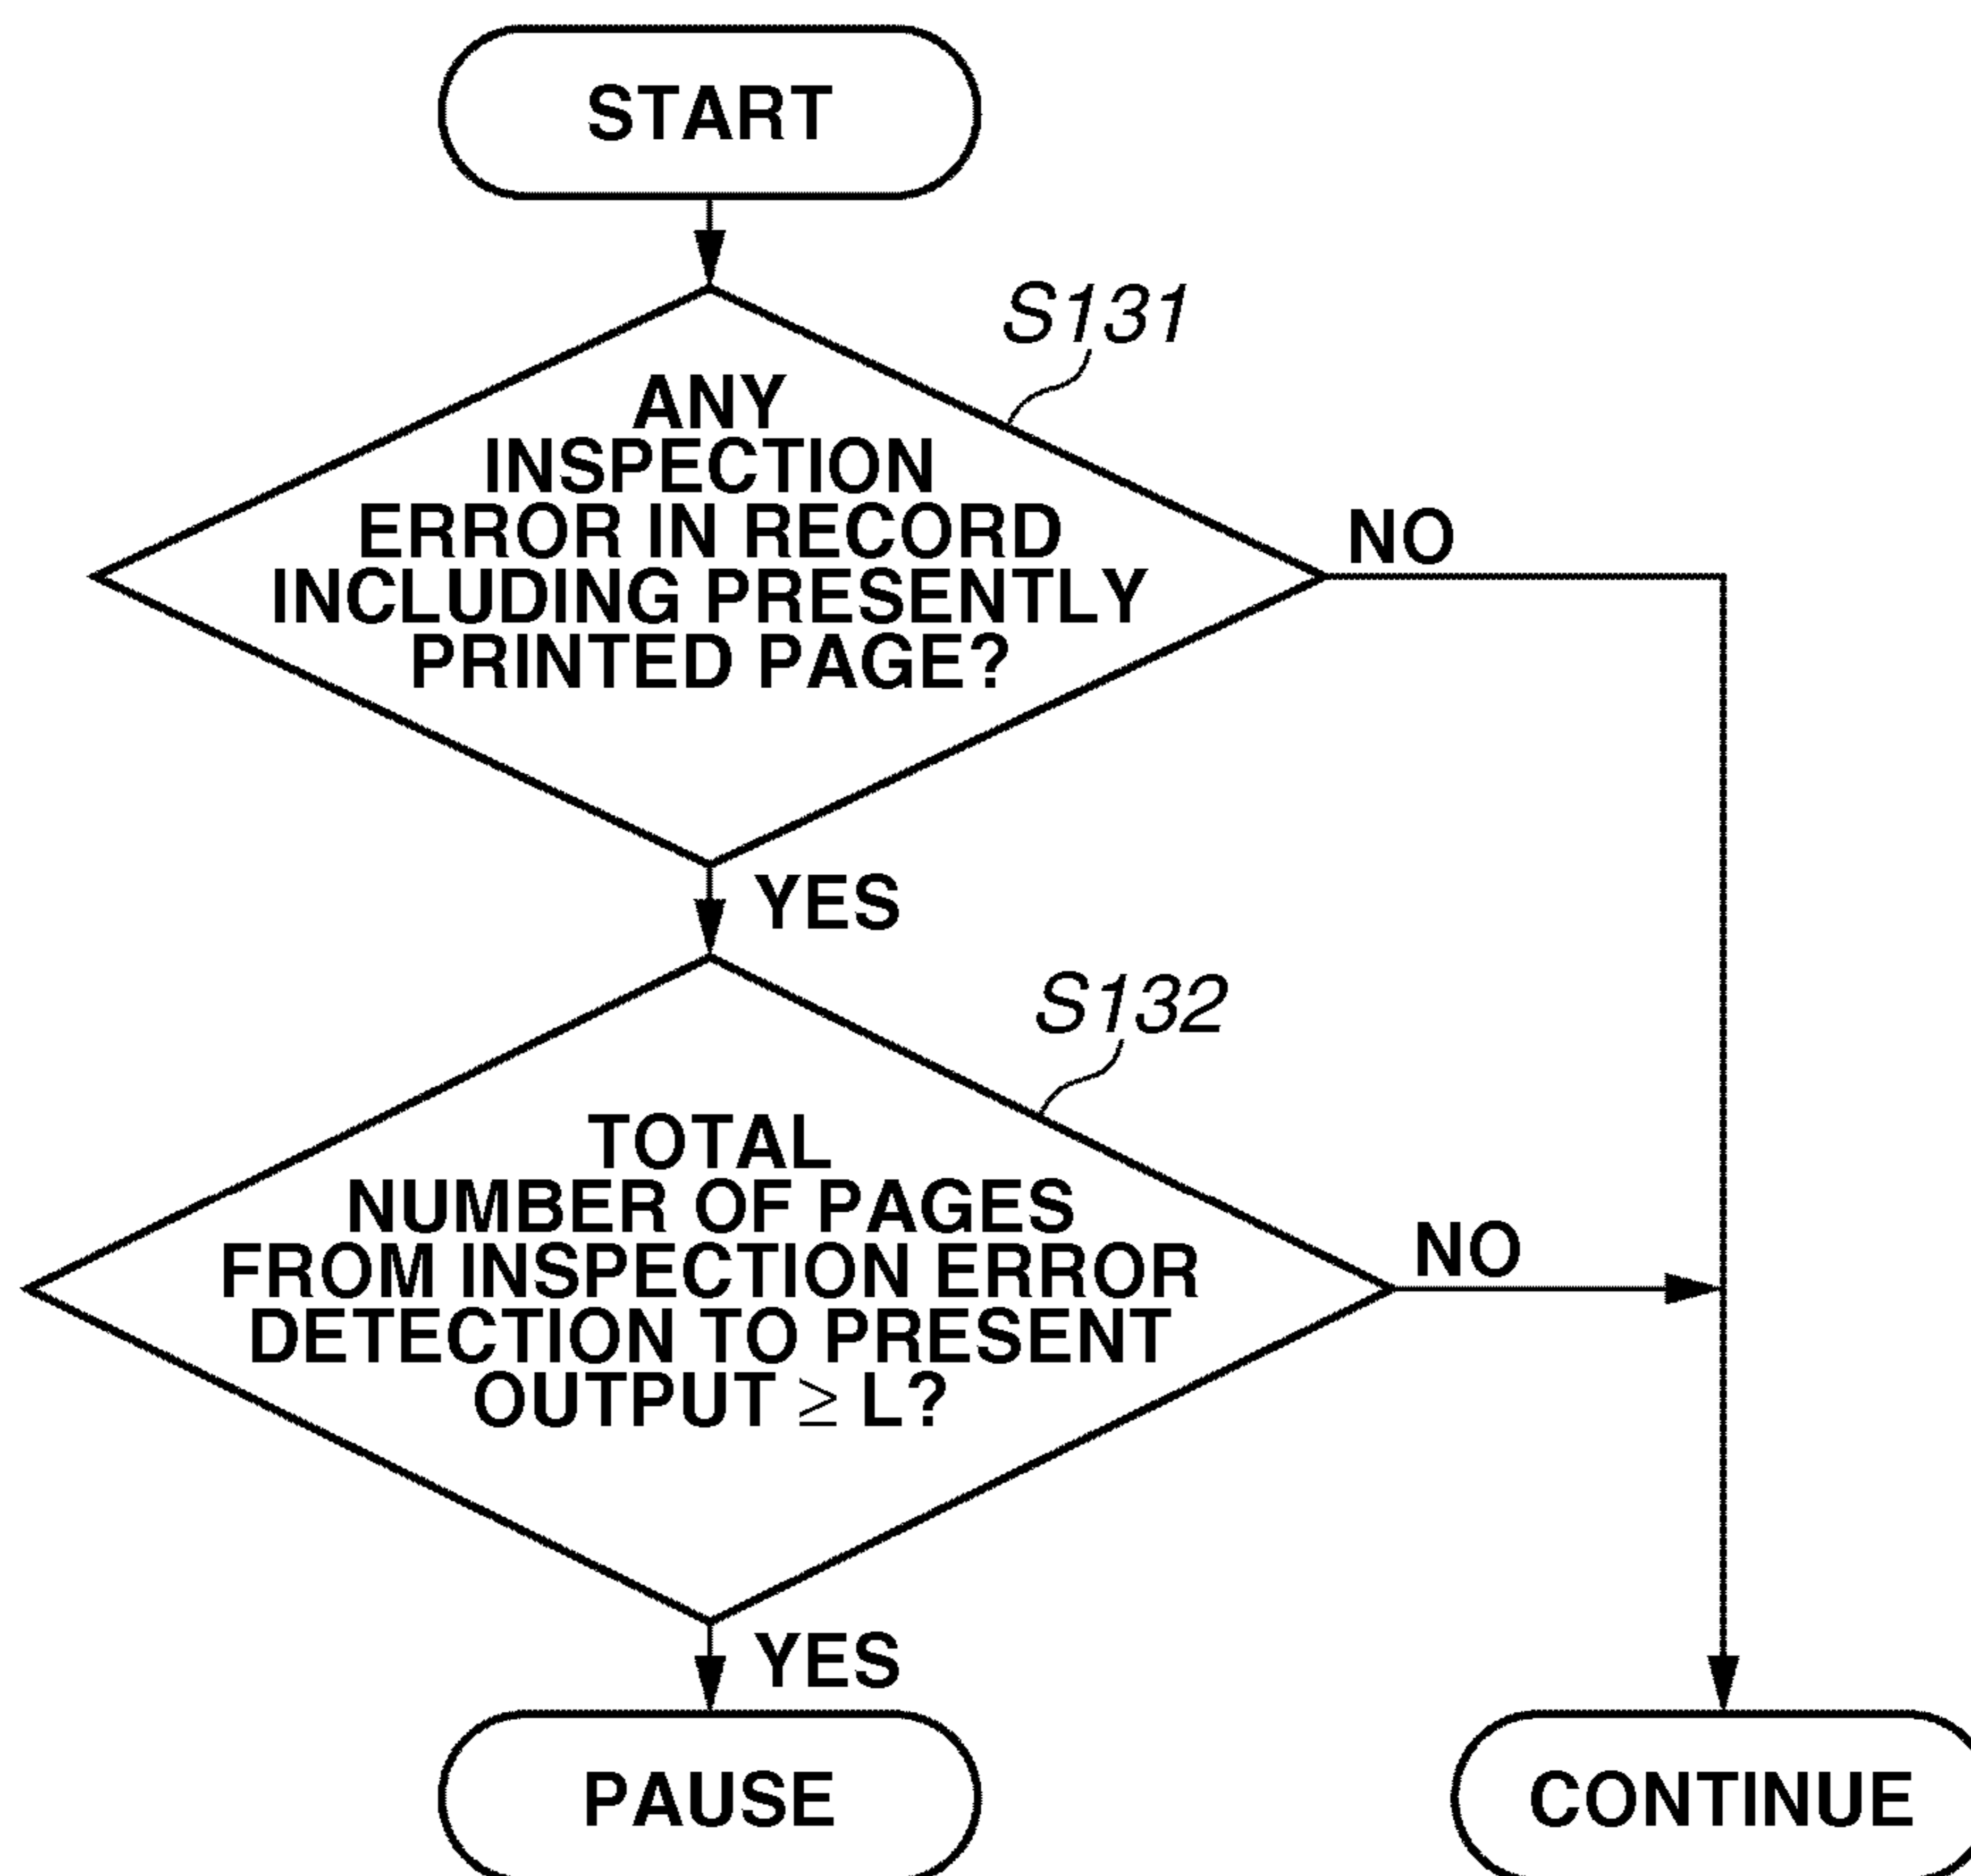 START
S131
ANY
INSPECTION
ERROR IN RECORD
INCLUDING PRESENTLY
PRINTED PAGE?
NO
YES
S132
TOTAL
NUMBER OF PAGES
FROM INSPECTION ERROR
DETECTION TO PRESENT
OUTPUT ≥ L?
NO
YES
PAUSE
CONTINUE